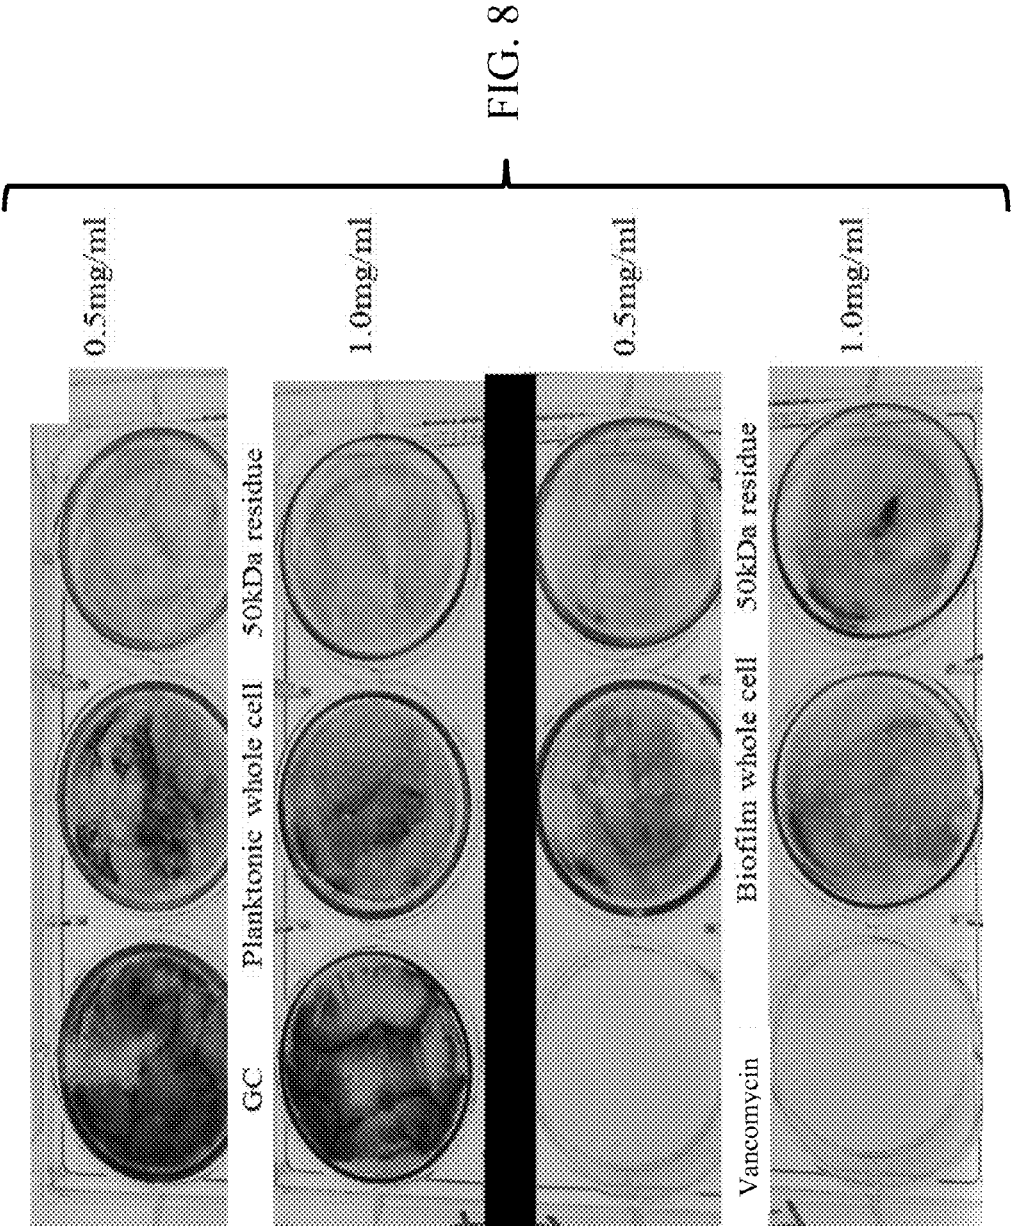 0.5mg/ml
GC Planktonic whole cell 50kDa residue
1.0mg/ml
0.5mg/ml
Vancomycin Biofilm whole cell 50kDa residue
1.0mg/ml
FIG. 8